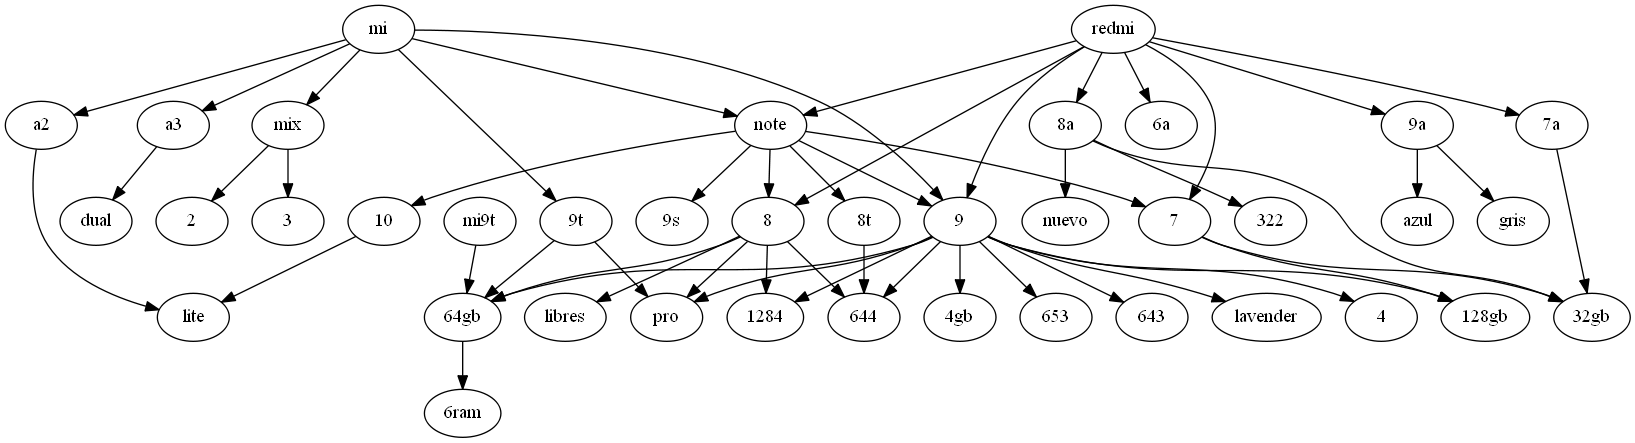 mi
redmi
a2
a3
mix
note
8a
6a
9a
7a
dual
2
3
10
mi9t
9t
9s
8
8t
9
nuevo
7
322
azul
gris
lite
64gb
libres
pro
1284
644
4gb
653
643
lavender
4
128gb
32gb
6ram